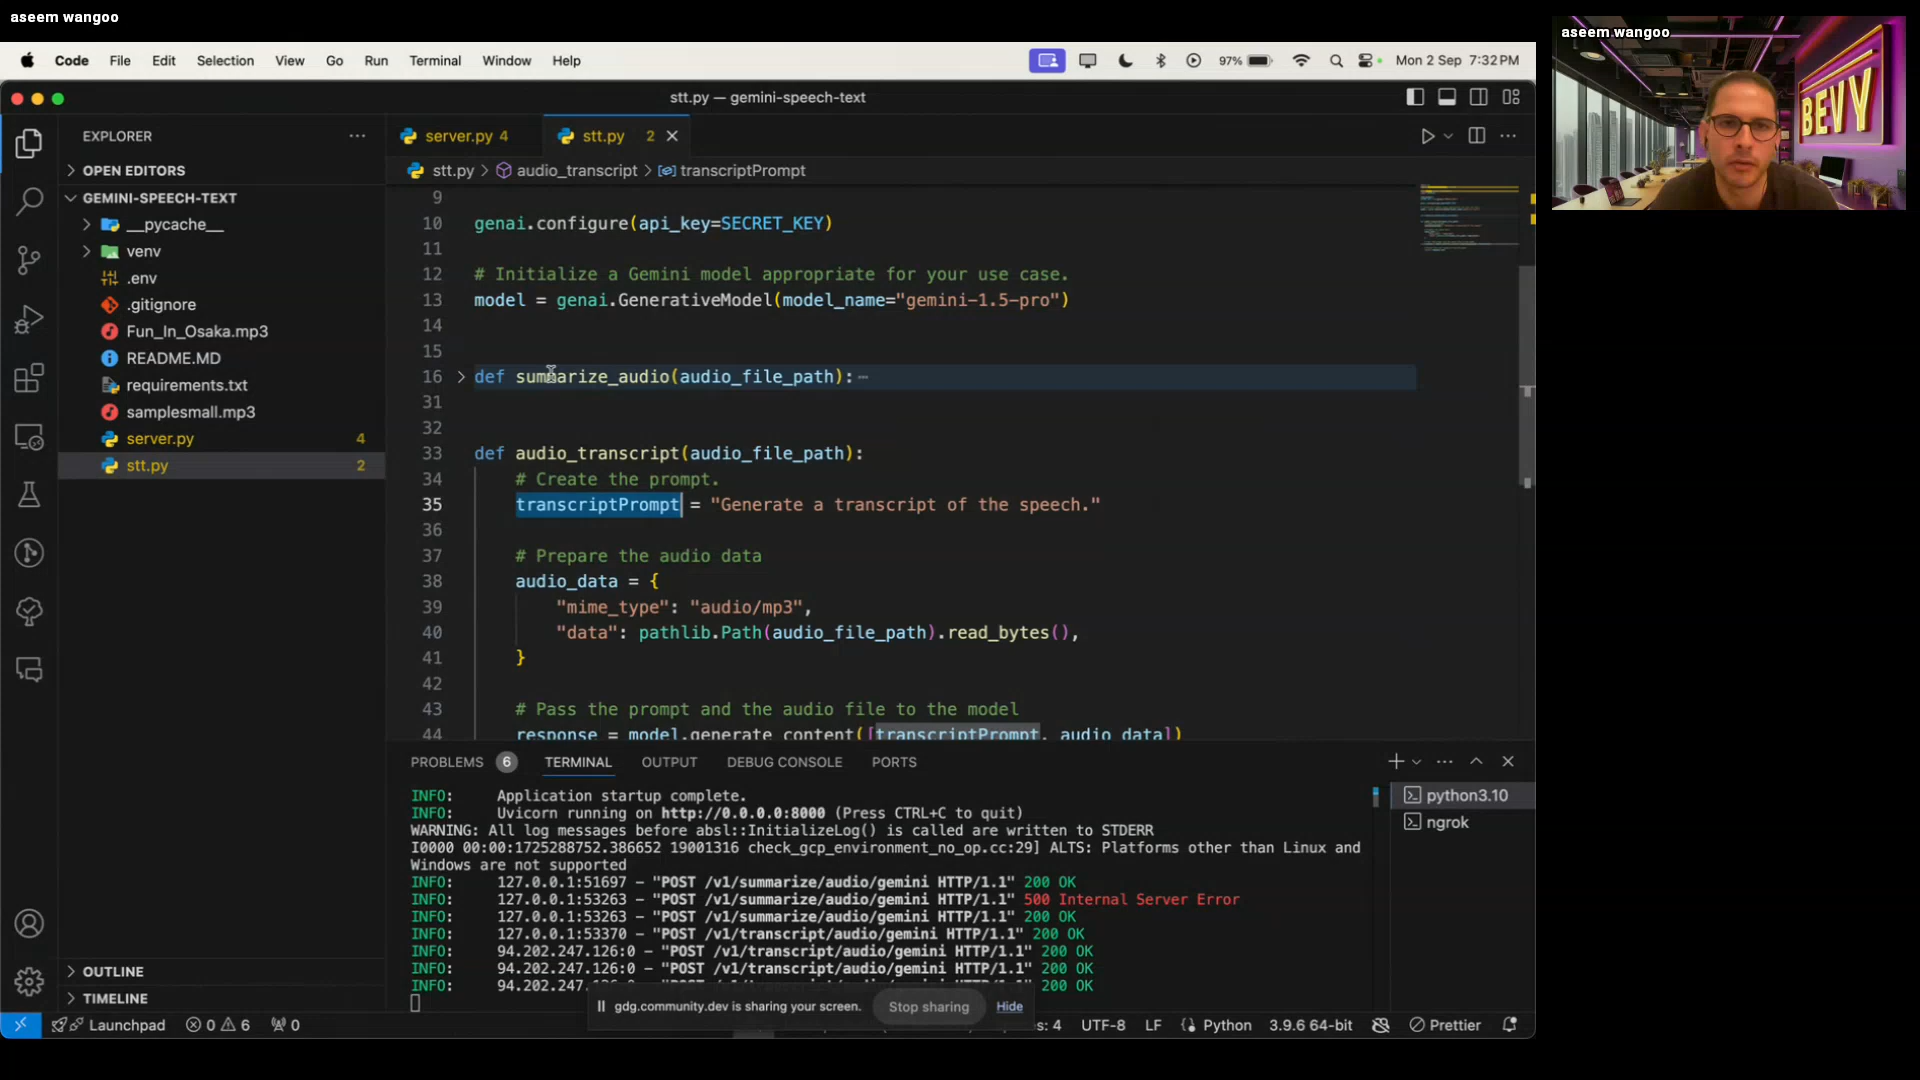 aseem wangoo
aseem wangoo
Code File Edit Selection View Go Run Terminal Window Help 97% Mon 2 Sep 7:32 PM
stt.py — gemini-speech-text
EXPLORER
OPEN EDITORS
GEMINI-SPEECH-TEXT
__pycache__
venv
.env
.gitignore
Fun_In_Osaka.mp3
README.MD
requirements.txt
samplesmall.mp3
server.py 4
stt.py 2
OUTLINE
TIMELINE
server.py 4 stt.py 2
stt.py > audio_transcript > transcriptPrompt
9
10 genai.configure(api_key=SECRET_KEY)
11
12 # Initialize a Gemini model appropriate for your use case.
13 model = genai.GenerativeModel(model_name="gemini-1.5-pro")
14
15
16 def summarize_audio(audio_file_path):
31
32
33 def audio_transcript(audio_file_path):
34 # Create the prompt.
35 transcriptPrompt = "Generate a transcript of the speech."
36
37 # Prepare the audio data
38 audio_data = {
39 "mime_type": "audio/mp3",
40 "data": pathlib.Path(audio_file_path).read_bytes(),
41 }
42
43 # Pass the prompt and the audio file to the model
44 response = model.generate_content([transcriptPrompt, audio_data])
PROBLEMS 6 TERMINAL OUTPUT DEBUG CONSOLE PORTS
INFO: Application startup complete.
INFO: Uvicorn running on http://0.0.0.0:8000 (Press CTRL+C to quit)
WARNING: All log messages before absl::InitializeLog() is called are written to STDERR
I0000 00:00:1725288752.386652 19001316 check_gcp_environment_no_op.cc:29] ALTS: Platforms other than Linux and
Windows are not supported
INFO: 127.0.0.1:51697 - "POST /v1/summarize/audio/gemini HTTP/1.1" 200 OK
INFO: 127.0.0.1:53263 - "POST /v1/summarize/audio/gemini HTTP/1.1" 500 Internal Server Error
INFO: 127.0.0.1:53263 - "POST /v1/summarize/audio/gemini HTTP/1.1" 200 OK
INFO: 127.0.0.1:53370 - "POST /v1/transcript/audio/gemini HTTP/1.1" 200 OK
INFO: 94.202.247.126:0 - "POST /v1/transcript/audio/gemini HTTP/1.1" 200 OK
INFO: 94.202.247.126:0 - "POST /v1/transcript/audio/gemini HTTP/1.1" 200 OK
INFO: 94.202.247.126:0 - "POST /v1/transcript/audio/gemini HTTP/1.1" 200 OK
python3.10
ngrok
gdg.community.dev is sharing your screen. Stop sharing Hide
Launchpad 0 6 0 4 UTF-8 LF Python 3.9.6 64-bit Prettier
BEVY